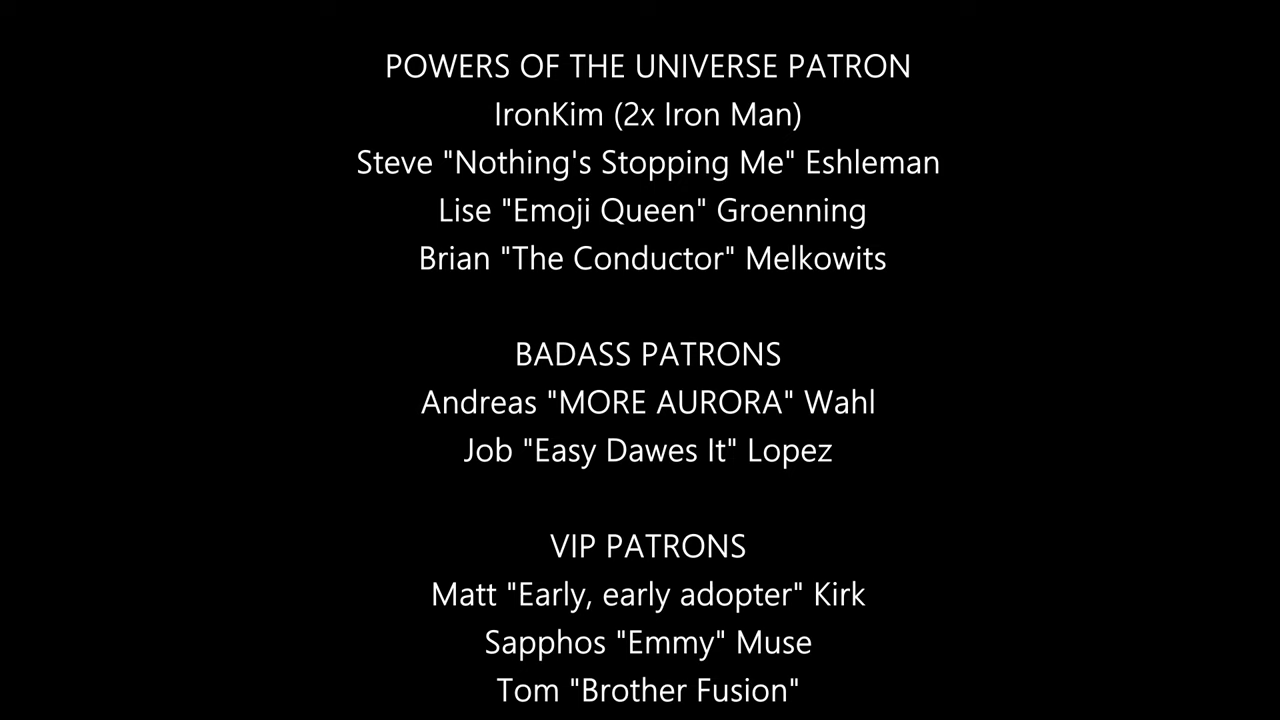 POWERS OF THE UNIVERSE PATRON
IronKim (2x Iron Man)
Steve "Nothing's Stopping Me" Eshleman
Lise "Emoji Queen" Groenning
Brian "The Conductor" Melkowits
BADASS PATRONS
Andreas "MORE AURORA" Wahl
Job "Easy Dawes It" Lopez
VIP PATRONS
Matt "Early, early adopter" Kirk
Sapphos "Emmy" Muse
Tom "Brother Fusion"